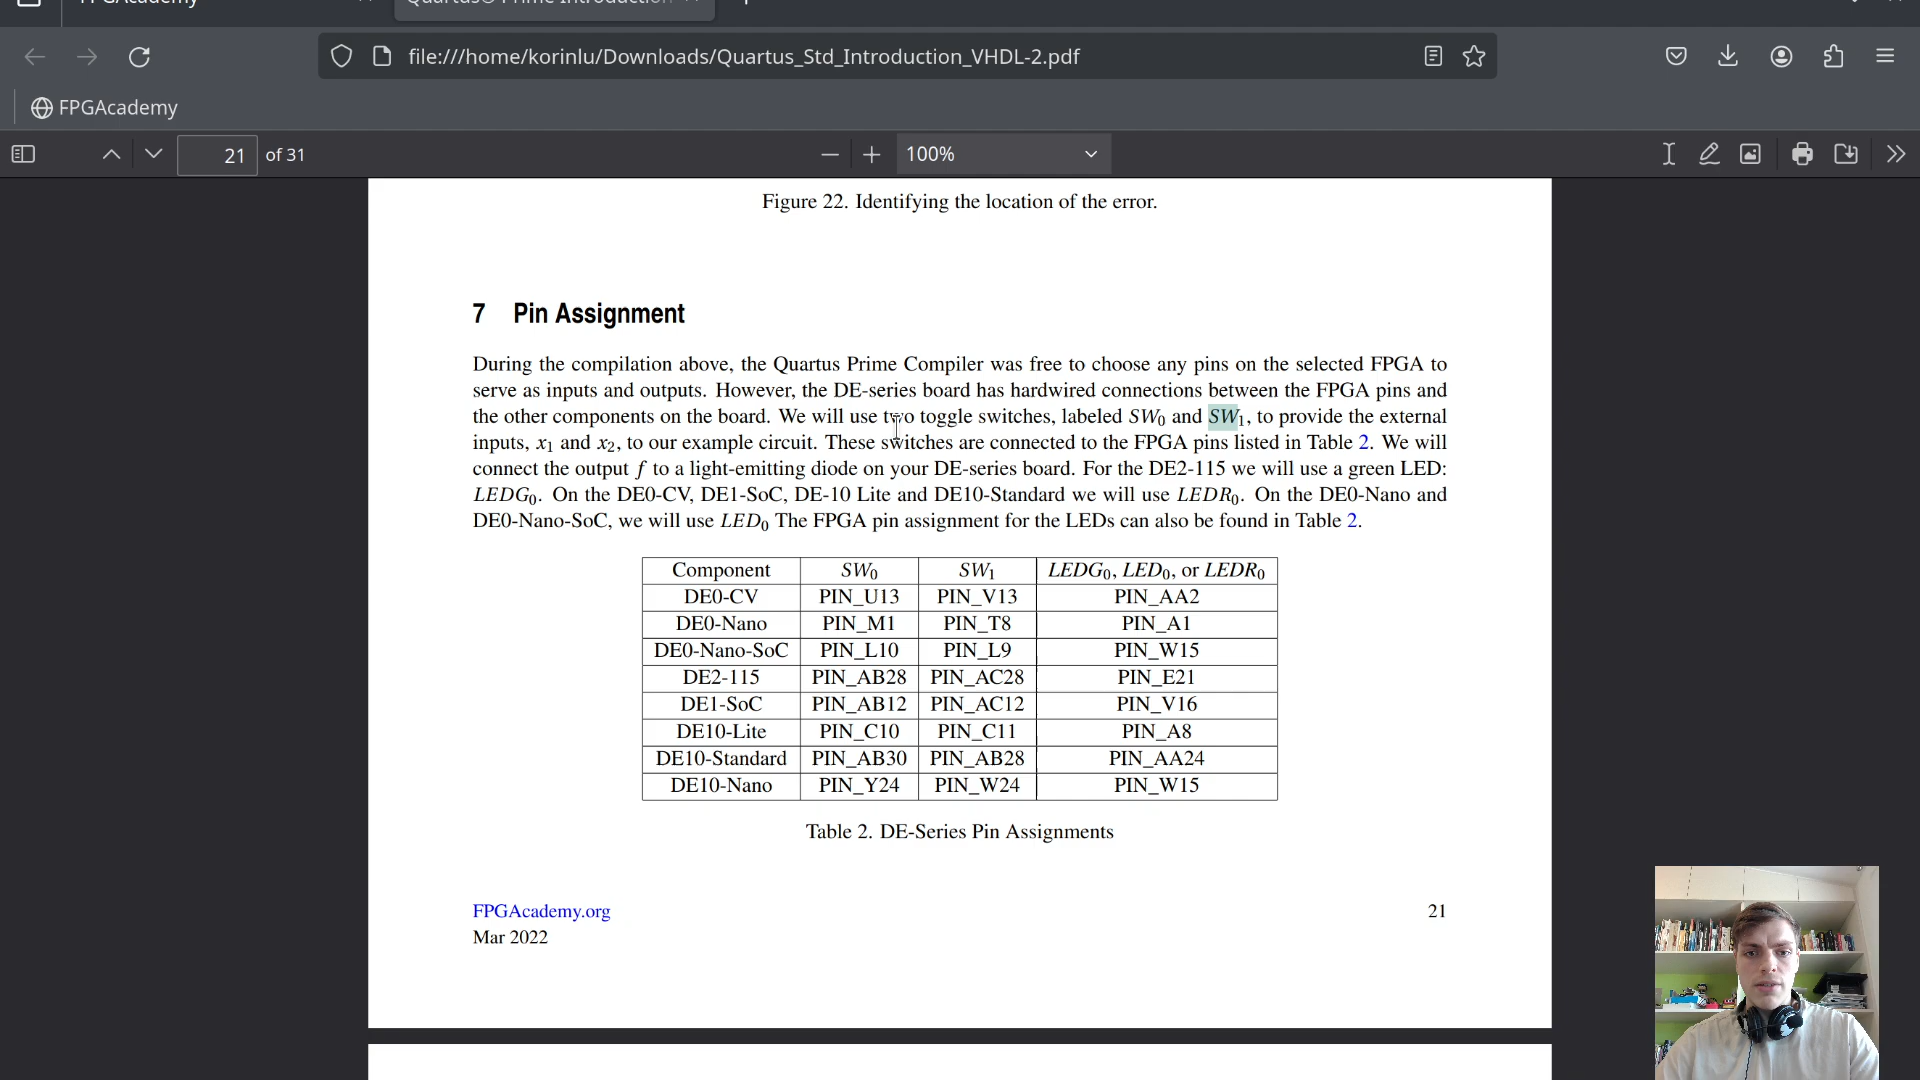 file:///home/korinlu/Downloads/Quartus_Std_Introduction_VHDL-2.pdf
FPGAcademy
21 of 31
100%
Figure 22. Identifying the location of the error.
7 Pin Assignment
During the compilation above, the Quartus Prime Compiler was free to choose any pins on the selected FPGA to
serve as inputs and outputs. However, the DE-series board has hardwired connections between the FPGA pins and
the other components on the board. We will use two toggle switches, labeled SW₀ and SW₁, to provide the external
inputs, x₁ and x₂, to our example circuit. These switches are connected to the FPGA pins listed in Table 2. We will
connect the output f to a light-emitting diode on your DE-series board. For the DE2-115 we will use a green LED:
LEDG₀. On the DE0-CV, DE1-SoC, DE-10 Lite and DE10-Standard we will use LEDR₀. On the DE0-Nano and
DE0-Nano-SoC, we will use LED₀ The FPGA pin assignment for the LEDs can also be found in Table 2.
Component SW₀ SW₁ LEDG₀, LED₀, or LEDR₀
DE0-CV PIN_U13 PIN_V13 PIN_AA2
DE0-Nano PIN_M1 PIN_T8 PIN_A1
DE0-Nano-SoC PIN_L10 PIN_L9 PIN_W15
DE2-115 PIN_AB28 PIN_AC28 PIN_E21
DE1-SoC PIN_AB12 PIN_AC12 PIN_V16
DE10-Lite PIN_C10 PIN_C11 PIN_A8
DE10-Standard PIN_AB30 PIN_AB28 PIN_AA24
DE10-Nano PIN_Y24 PIN_W24 PIN_W15
Table 2. DE-Series Pin Assignments
FPGAcademy.org 21
Mar 2022